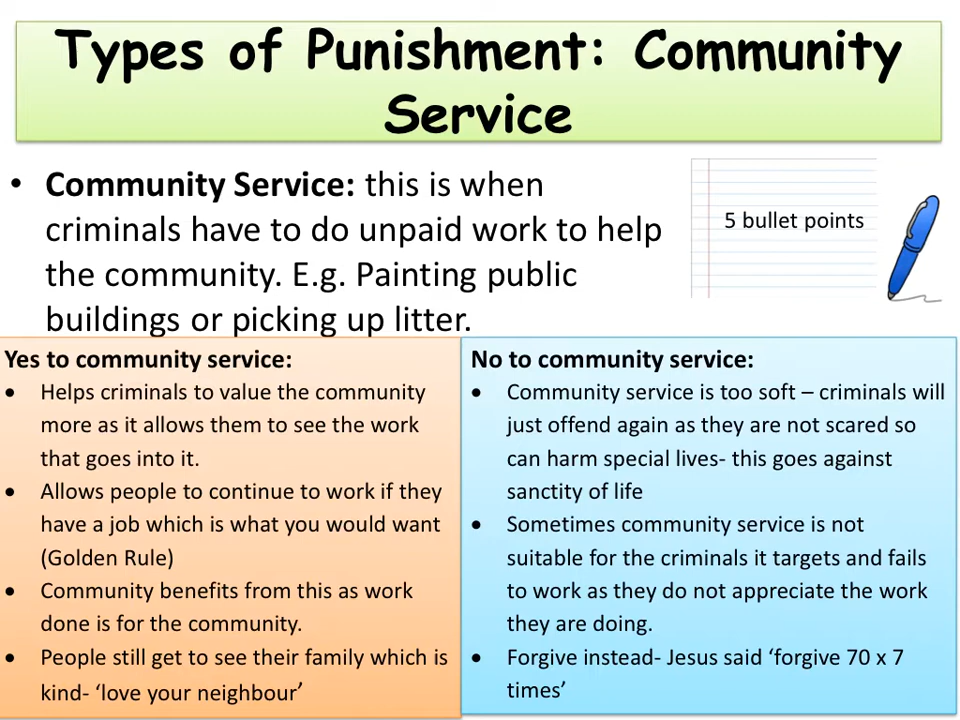 Types of Punishment: Community
Service
• Community Service: this is when
criminals have to do unpaid work to help
the community. E.g. Painting public
buildings or picking up litter.
5 bullet points
Yes to community service:
• Helps criminals to value the community
more as it allows them to see the work
that goes into it.
• Allows people to continue to work if they
have a job which is what you would want
(Golden Rule)
• Community benefits from this as work
done is for the community.
• People still get to see their family which is
kind- ‘love your neighbour’
No to community service:
• Community service is too soft – criminals will
just offend again as they are not scared so
can harm special lives- this goes against
sanctity of life
• Sometimes community service is not
suitable for the criminals it targets and fails
to work as they do not appreciate the work
they are doing.
• Forgive instead- Jesus said ‘forgive 70 x 7
times’